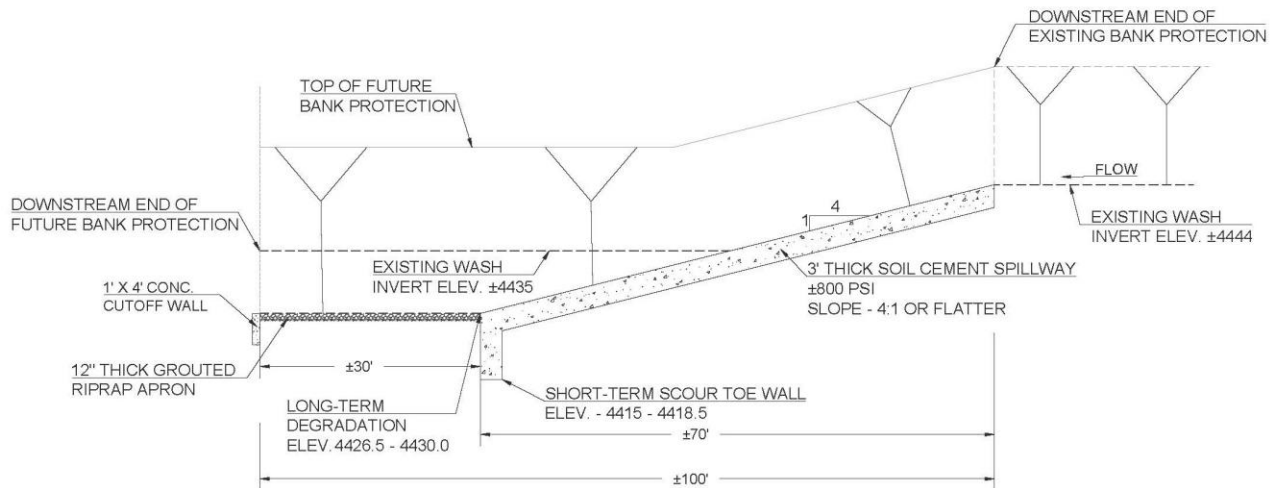 DOWNSTREAM END OF
EXISTING BANK PROTECTION
TOP OF FUTURE
BANK PROTECTION
FLOW
DOWNSTREAM END OF
FUTURE BANK PROTECTION
1
4
EXISTING WASH
INVERT ELEV. ±4444
EXISTING WASH
INVERT ELEV. ±4435
3' THICK SOIL CEMENT SPILLWAY
±800 PSI
SLOPE - 4:1 OR FLATTER
1' X 4' CONC.
CUTOFF WALL
12" THICK GROUTED
RIPRAP APRON
±30'
SHORT-TERM SCOUR TOE WALL
ELEV. - 4415 - 4418.5
LONG-TERM
DEGRADATION
ELEV. 4426.5 - 4430.0
±70'
±100'